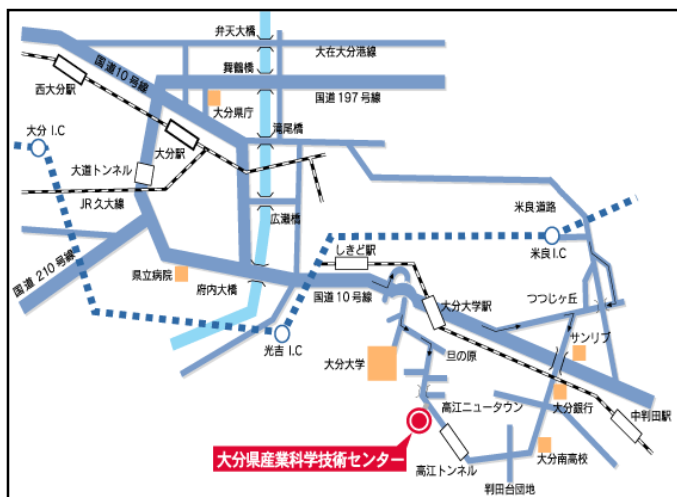 弁天大橋
大在大分港線
国道10号線
舞鶴橋
西大分駅
国道197号線
大分県庁
大分 I.C
滝尾橋
大分駅
大道トンネル
JR久大線
広瀬橋
米良道路
しきど駅
米良 I.C
国道 210 号線
県立病院
府内大橋
国道10号線
大分大学駅
つつじヶ丘
光吉 I.C
サンリブ
大分大学
旦の原
高江ニュータウン
大分銀行
中判田駅
大分県産業科学技術センター
高江トンネル
大分南高校
判田台団地